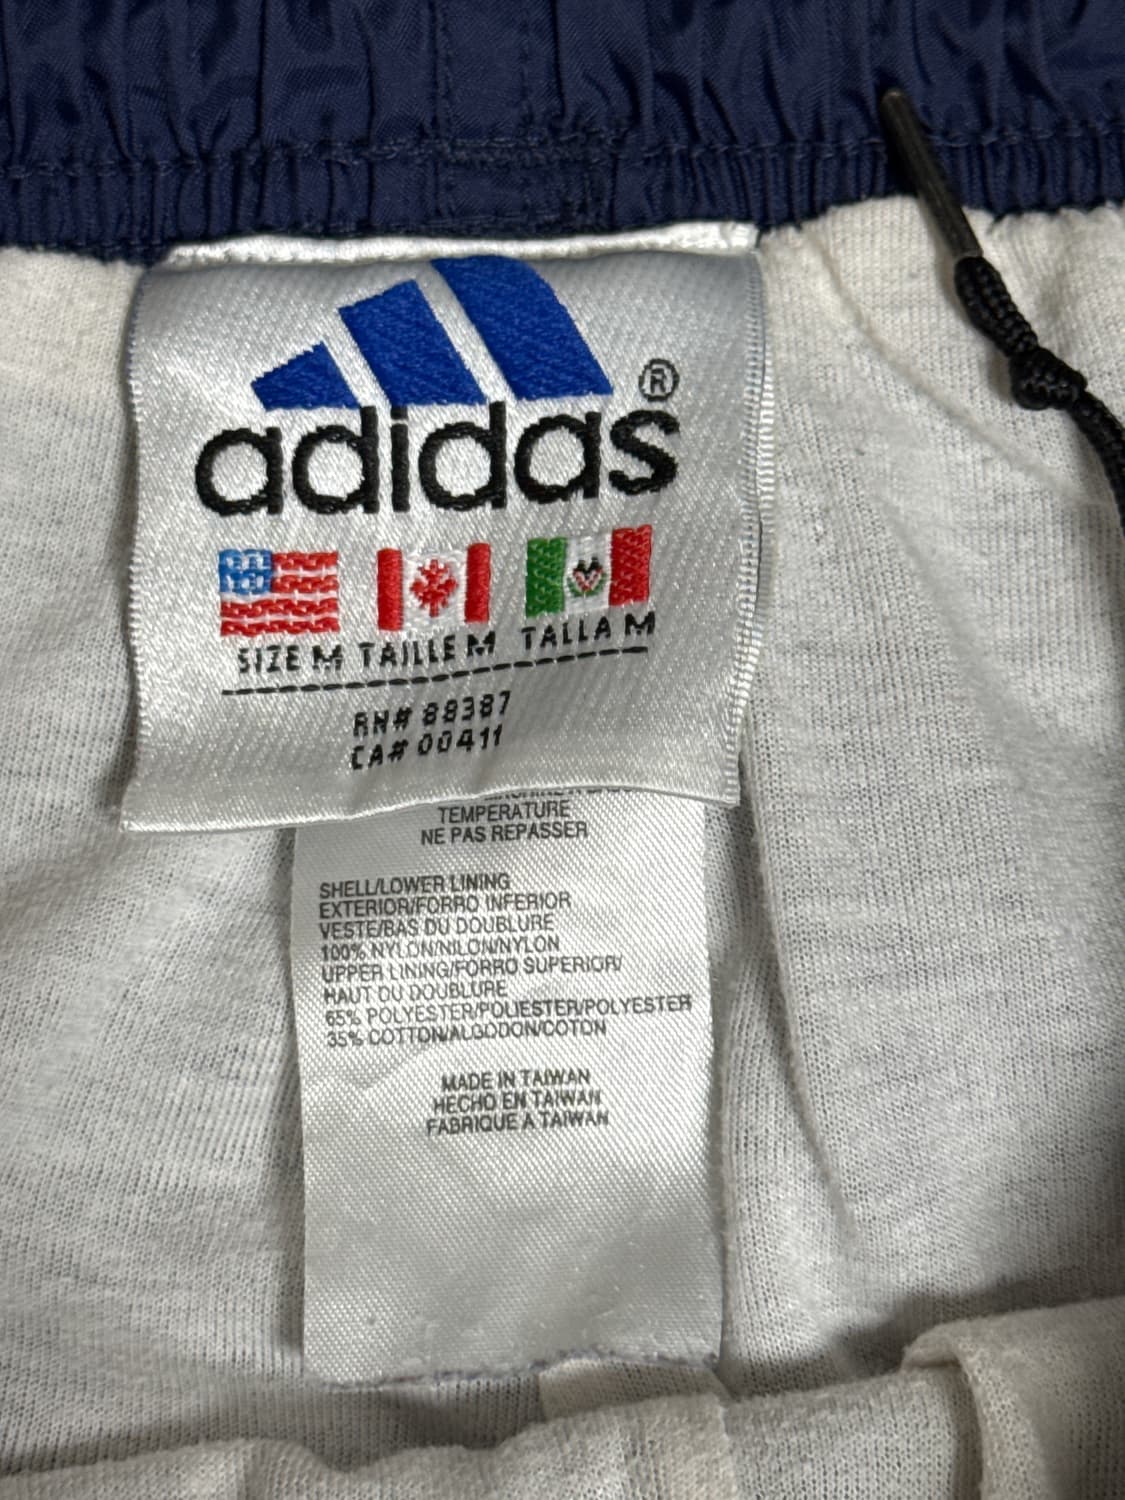 adidas®
SIZE M TAILLE M TALLA M
RN# 88387
CA# 00411
TEMPERATURE
NE PAS REPASSER
SHELL/LOWER LINING
EXTERIOR/FORRO INFERIOR
VESTE/BAS DU DOUBLURE
100% NYLON/NILON/NYLON
UPPER LINING/FORRO SUPERIOR/
HAUT DU DOUBLURE
65% POLYESTER/POLIESTER/POLYESTER
35% COTTON/ALGODON/COTON
MADE IN TAIWAN
HECHO EN TAIWAN
FABRIQUE A TAIWAN